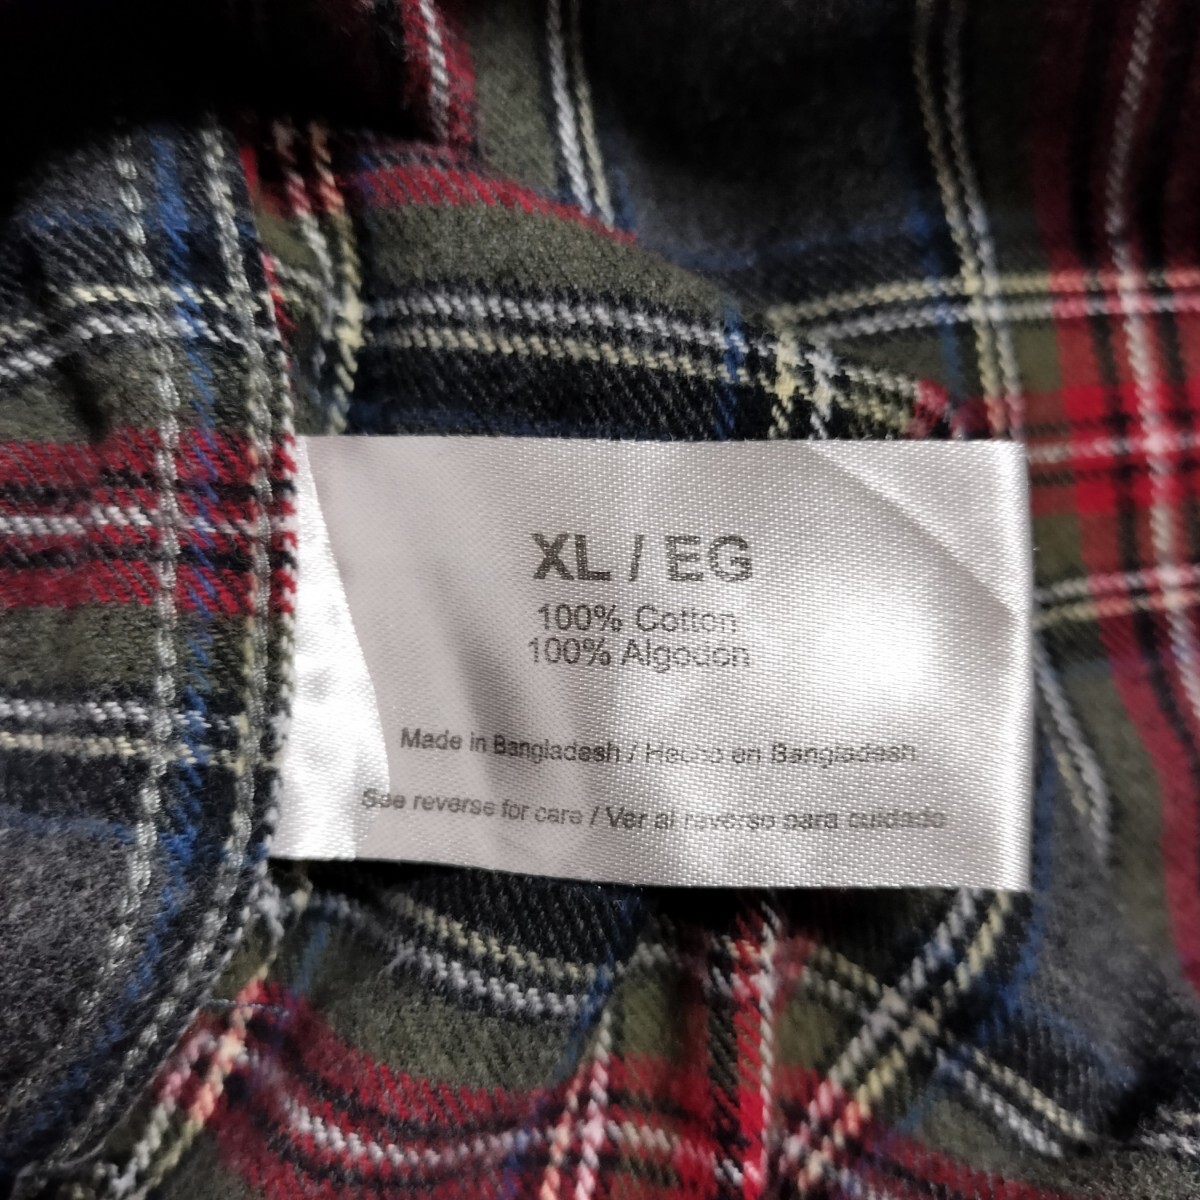 XL / EG
100% Cotton
100% Algodon
Made in Bangladesh / Hecho en Bangladesh
See reverse for care / Ver al reverso para cuidado